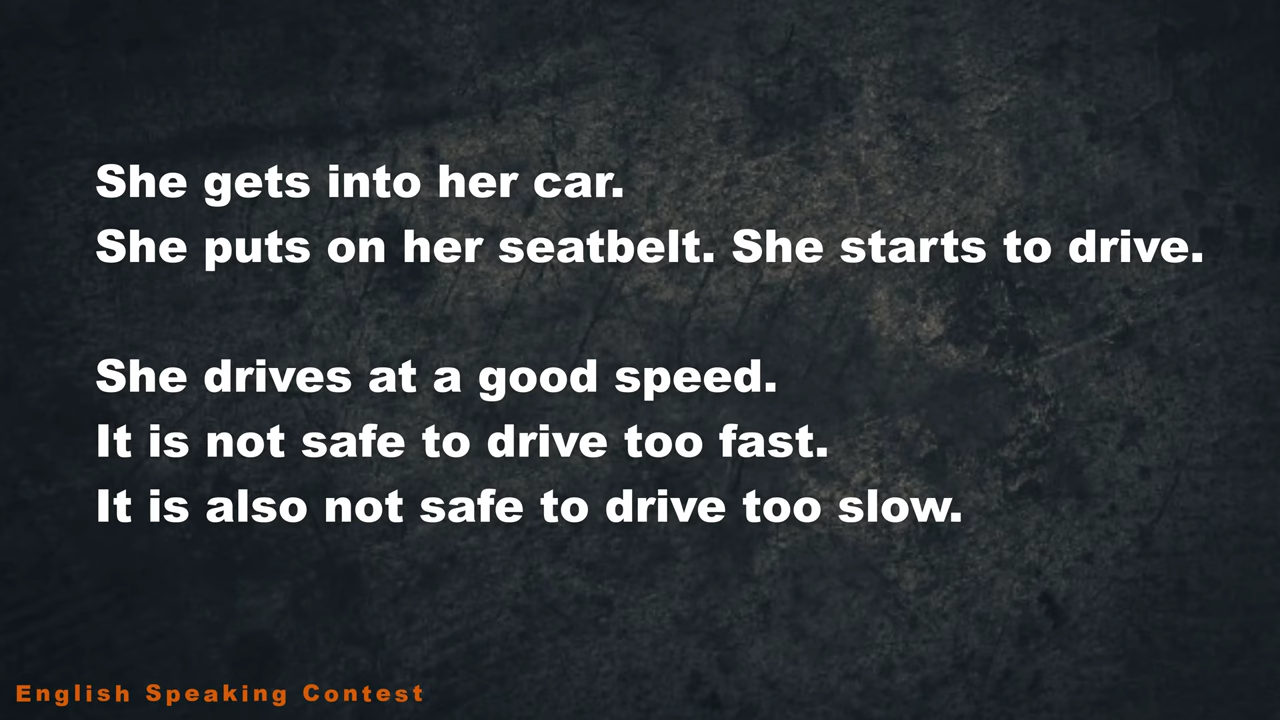 She gets into her car.
She puts on her seatbelt. She starts to drive.
She drives at a good speed.
It is not safe to drive too fast.
It is also not safe to drive too slow.
English Speaking Contest